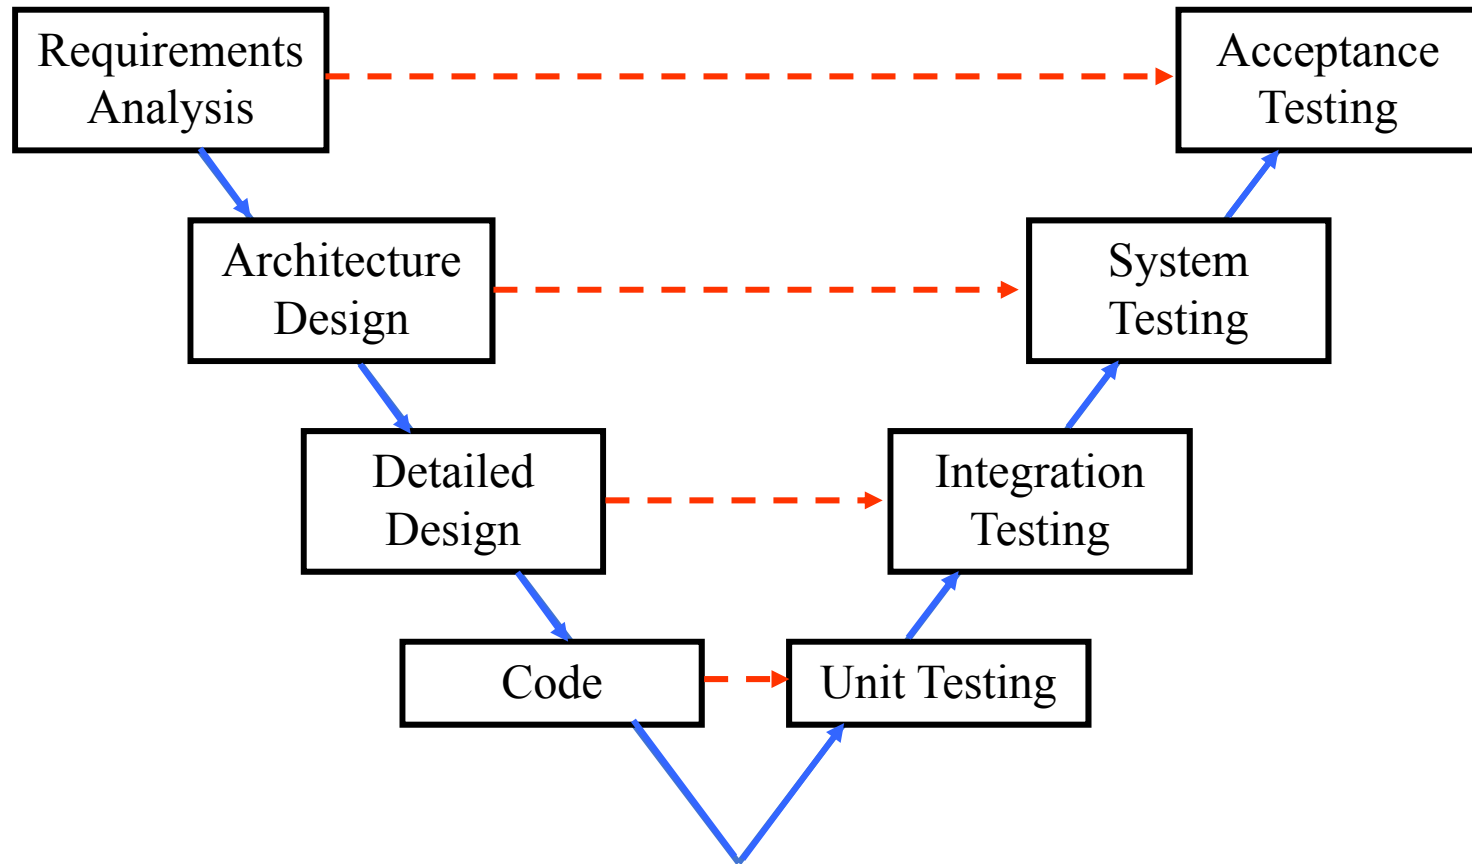 Requirements
Analysis
Acceptance
Testing
Architecture
Design
System
Testing
Detailed
Design
Integration
Testing
Code
Unit Testing